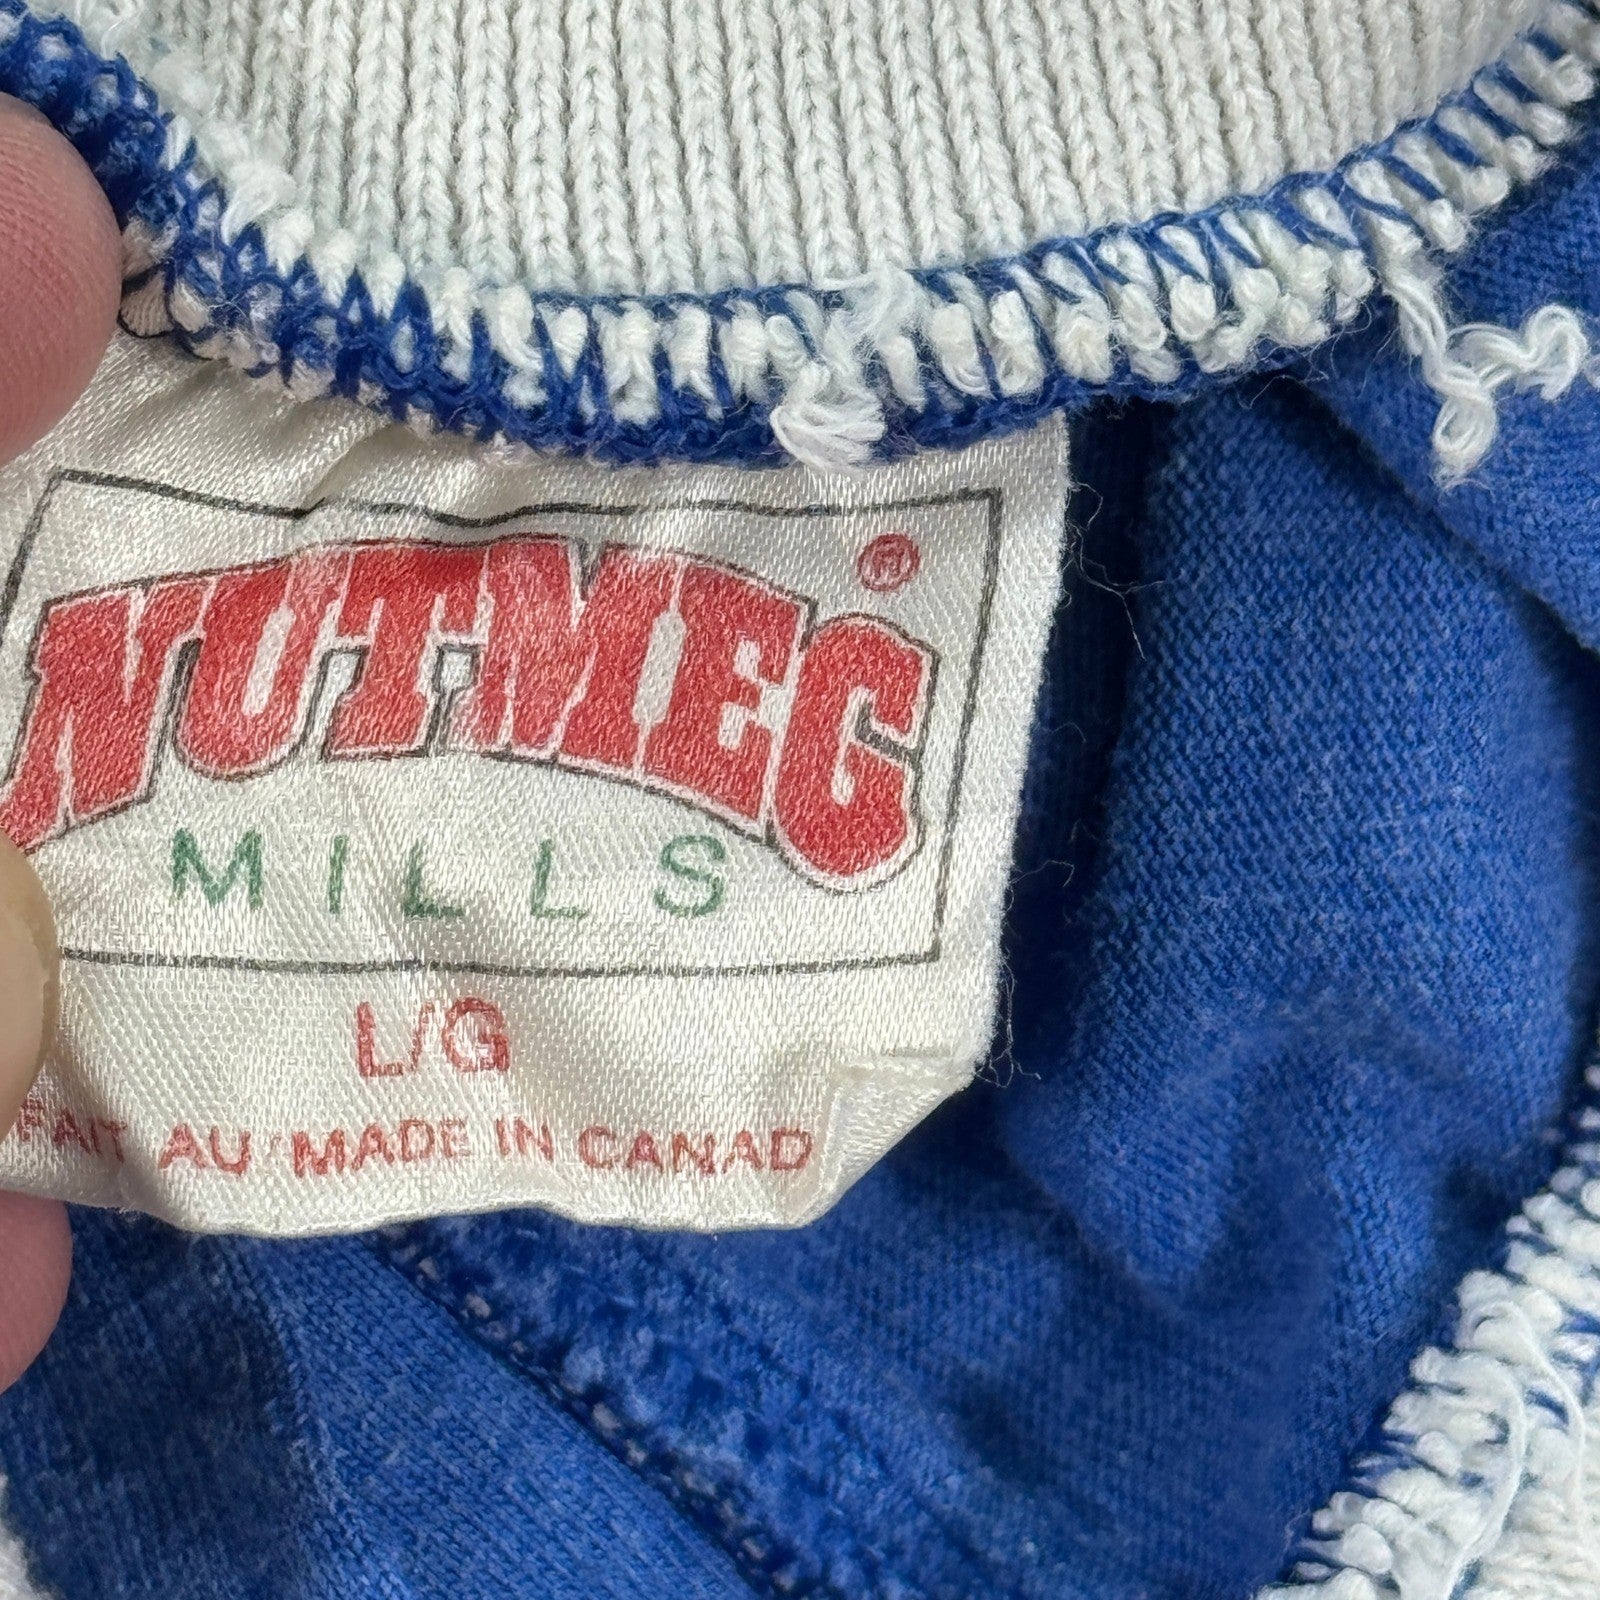 NUTMEG ®
MILLS
L/G
FAIT AU / MADE IN CANAD